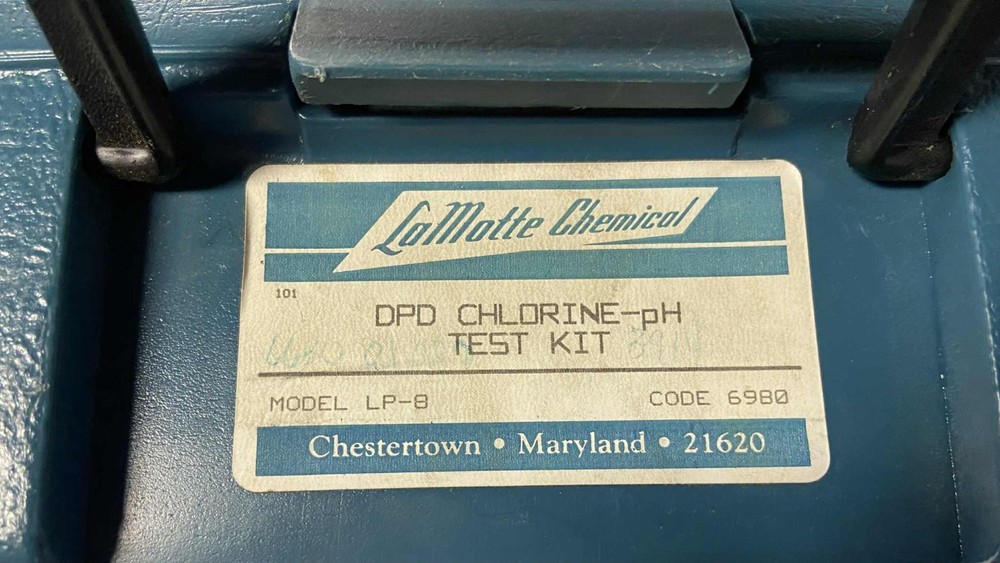 LaMotte Chemical
101
DPD CHLORINE-pH
TEST KIT
MODEL LP-8
CODE 6980
Chestertown • Maryland • 21620